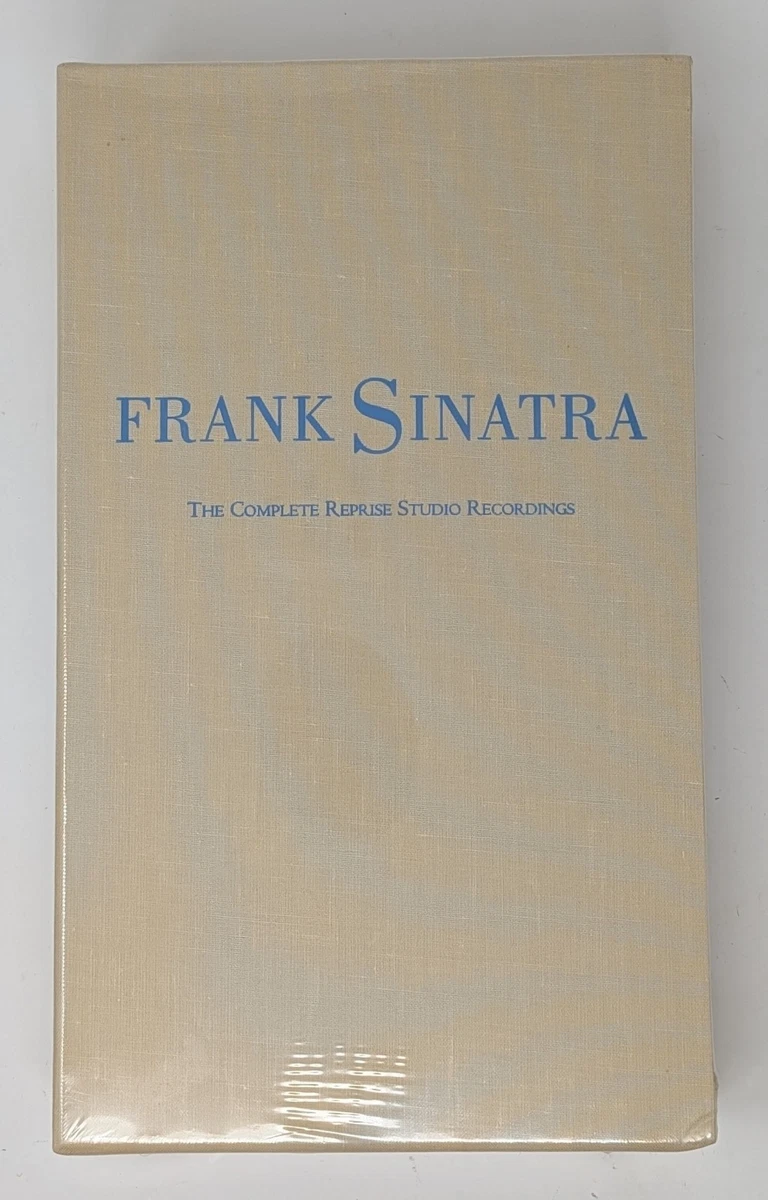 FRANK SINATRA
THE COMPLETE REPRISE STUDIO RECORDINGS